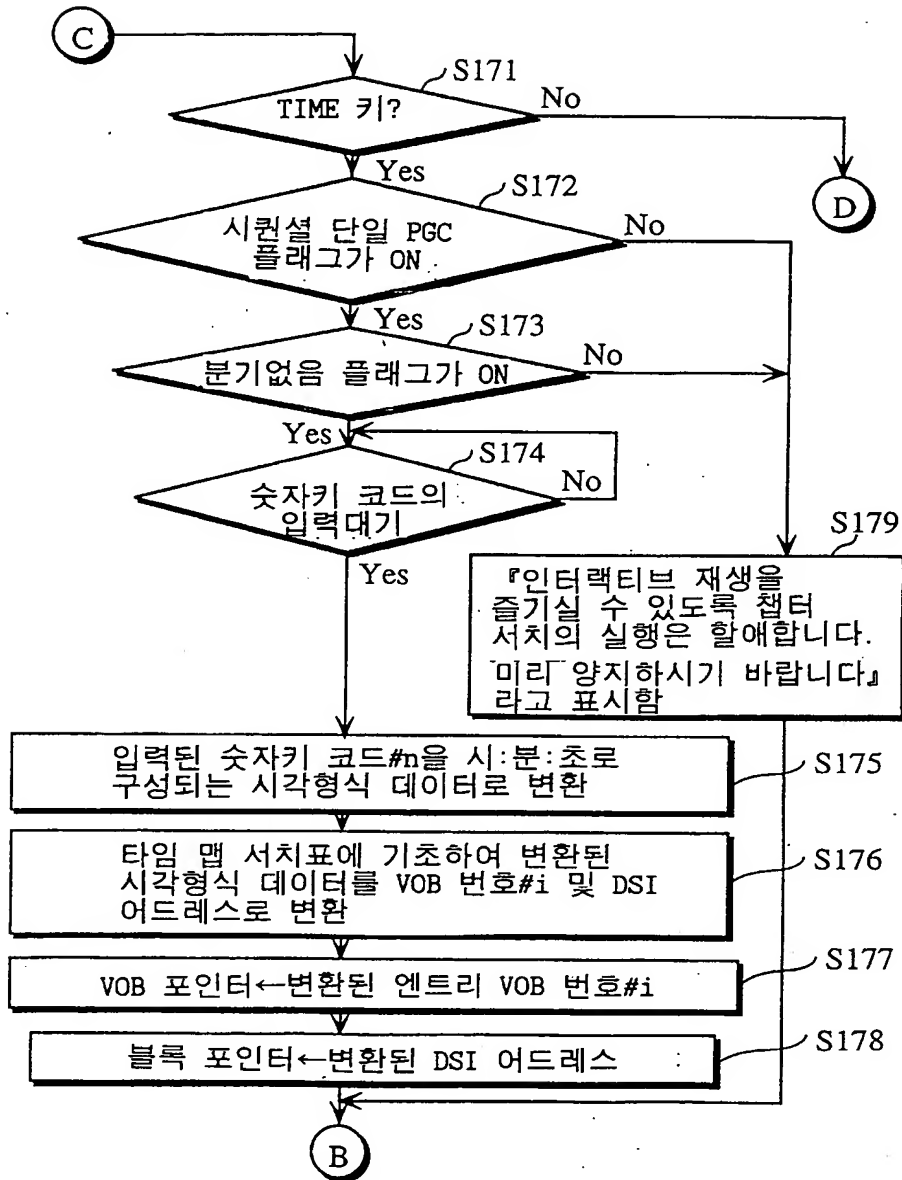 C
S171
TIME 키?
No
Yes
S172
D
시퀀셜 단일 PGC
플래그가 ON
No
Yes
S173
분기없음 플래그가 ON
No
Yes
S174
숫자키 코드의
입력대기
No
Yes
S179
『인터랙티브 재생을
즐기실 수 있도록 챕터
서치의 실행은 할애합니다.
미리 양지하시기 바랍니다』
라고 표시함
입력된 숫자키 코드#n을 시:분:초로
구성되는 시각형식 데이터로 변환
S175
타임 맵 서치표에 기초하여 변환된
시각형식 데이터를 VOB 번호#i 및 DSI
어드레스로 변환
S176
VOB 포인터←변환된 엔트리 VOB 번호#i
S177
블록 포인터←변환된 DSI 어드레스
S178
B